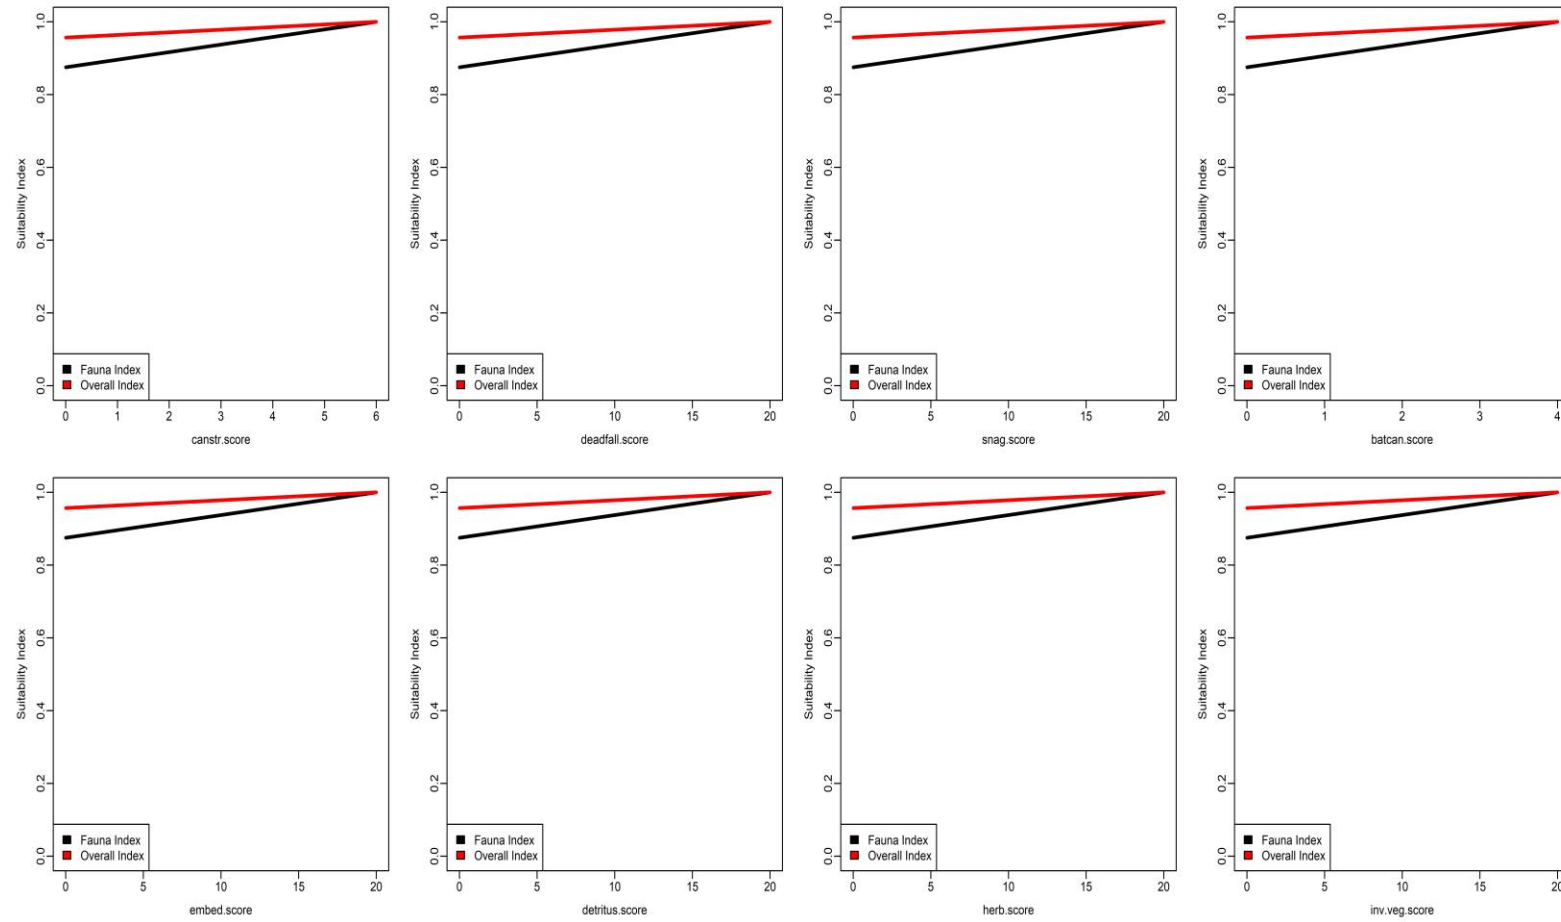 Suitability Index
1.0
0.8
0.6
0.4
0.2
0.0
Fauna Index
Overall Index
0 1 2 3 4 5 6
canstr.score
Suitability Index
1.0
0.8
0.6
0.4
0.2
0.0
Fauna Index
Overall Index
0 5 10 15 20
deadfall.score
Suitability Index
1.0
0.8
0.6
0.4
0.2
0.0
Fauna Index
Overall Index
0 5 10 15 20
snag.score
Suitability Index
1.0
0.8
0.6
0.4
0.2
0.0
Fauna Index
Overall Index
0 1 2 3 4
batcan.score
Suitability Index
1.0
0.8
0.6
0.4
0.2
0.0
Fauna Index
Overall Index
0 5 10 15 20
embed.score
Suitability Index
1.0
0.8
0.6
0.4
0.2
0.0
Fauna Index
Overall Index
0 5 10 15 20
detritus.score
Suitability Index
1.0
0.8
0.6
0.4
0.2
0.0
Fauna Index
Overall Index
0 5 10 15 20
herb.score
Suitability Index
1.0
0.8
0.6
0.4
0.2
0.0
Fauna Index
Overall Index
0 5 10 15 20
inv.veg.score